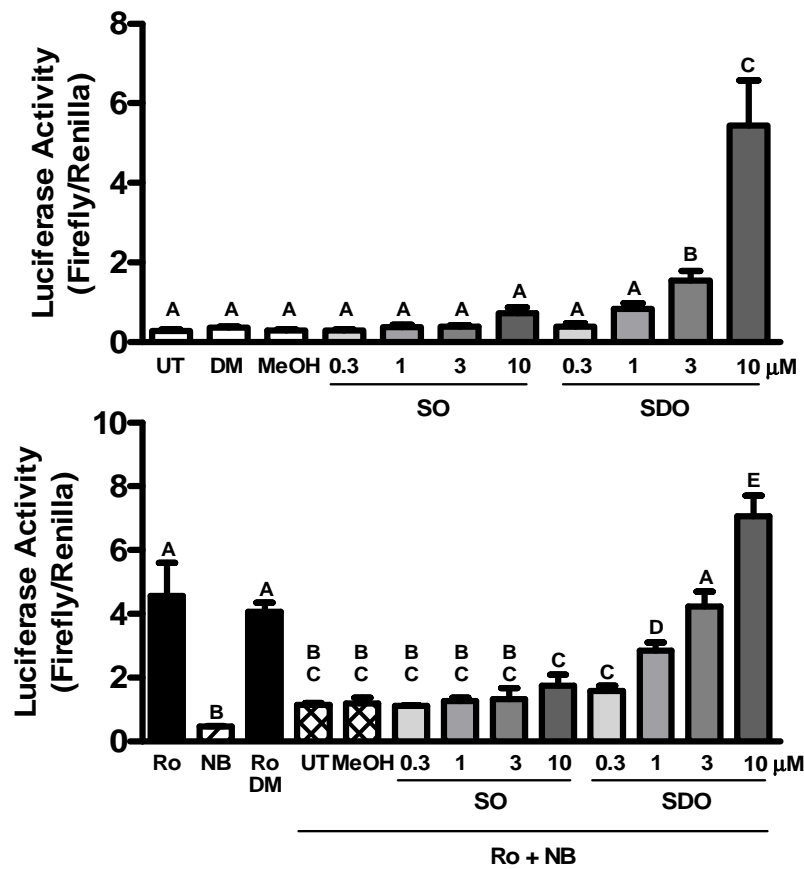 Luciferase Activity
(Firefly/Renilla)
8
6
4
2
0
A A A A A A A A A B C
UT DM MeOH 0.3 1 3 10 0.3 1 3 10 μM
SO SDO
Luciferase Activity
(Firefly/Renilla)
10
8
6
4
2
0
A B A B B B B B C C D A E
C C C C C
Ro NB Ro UT MeOH 0.3 1 3 10 0.3 1 3 10 μM
DM
SO SDO
Ro + NB